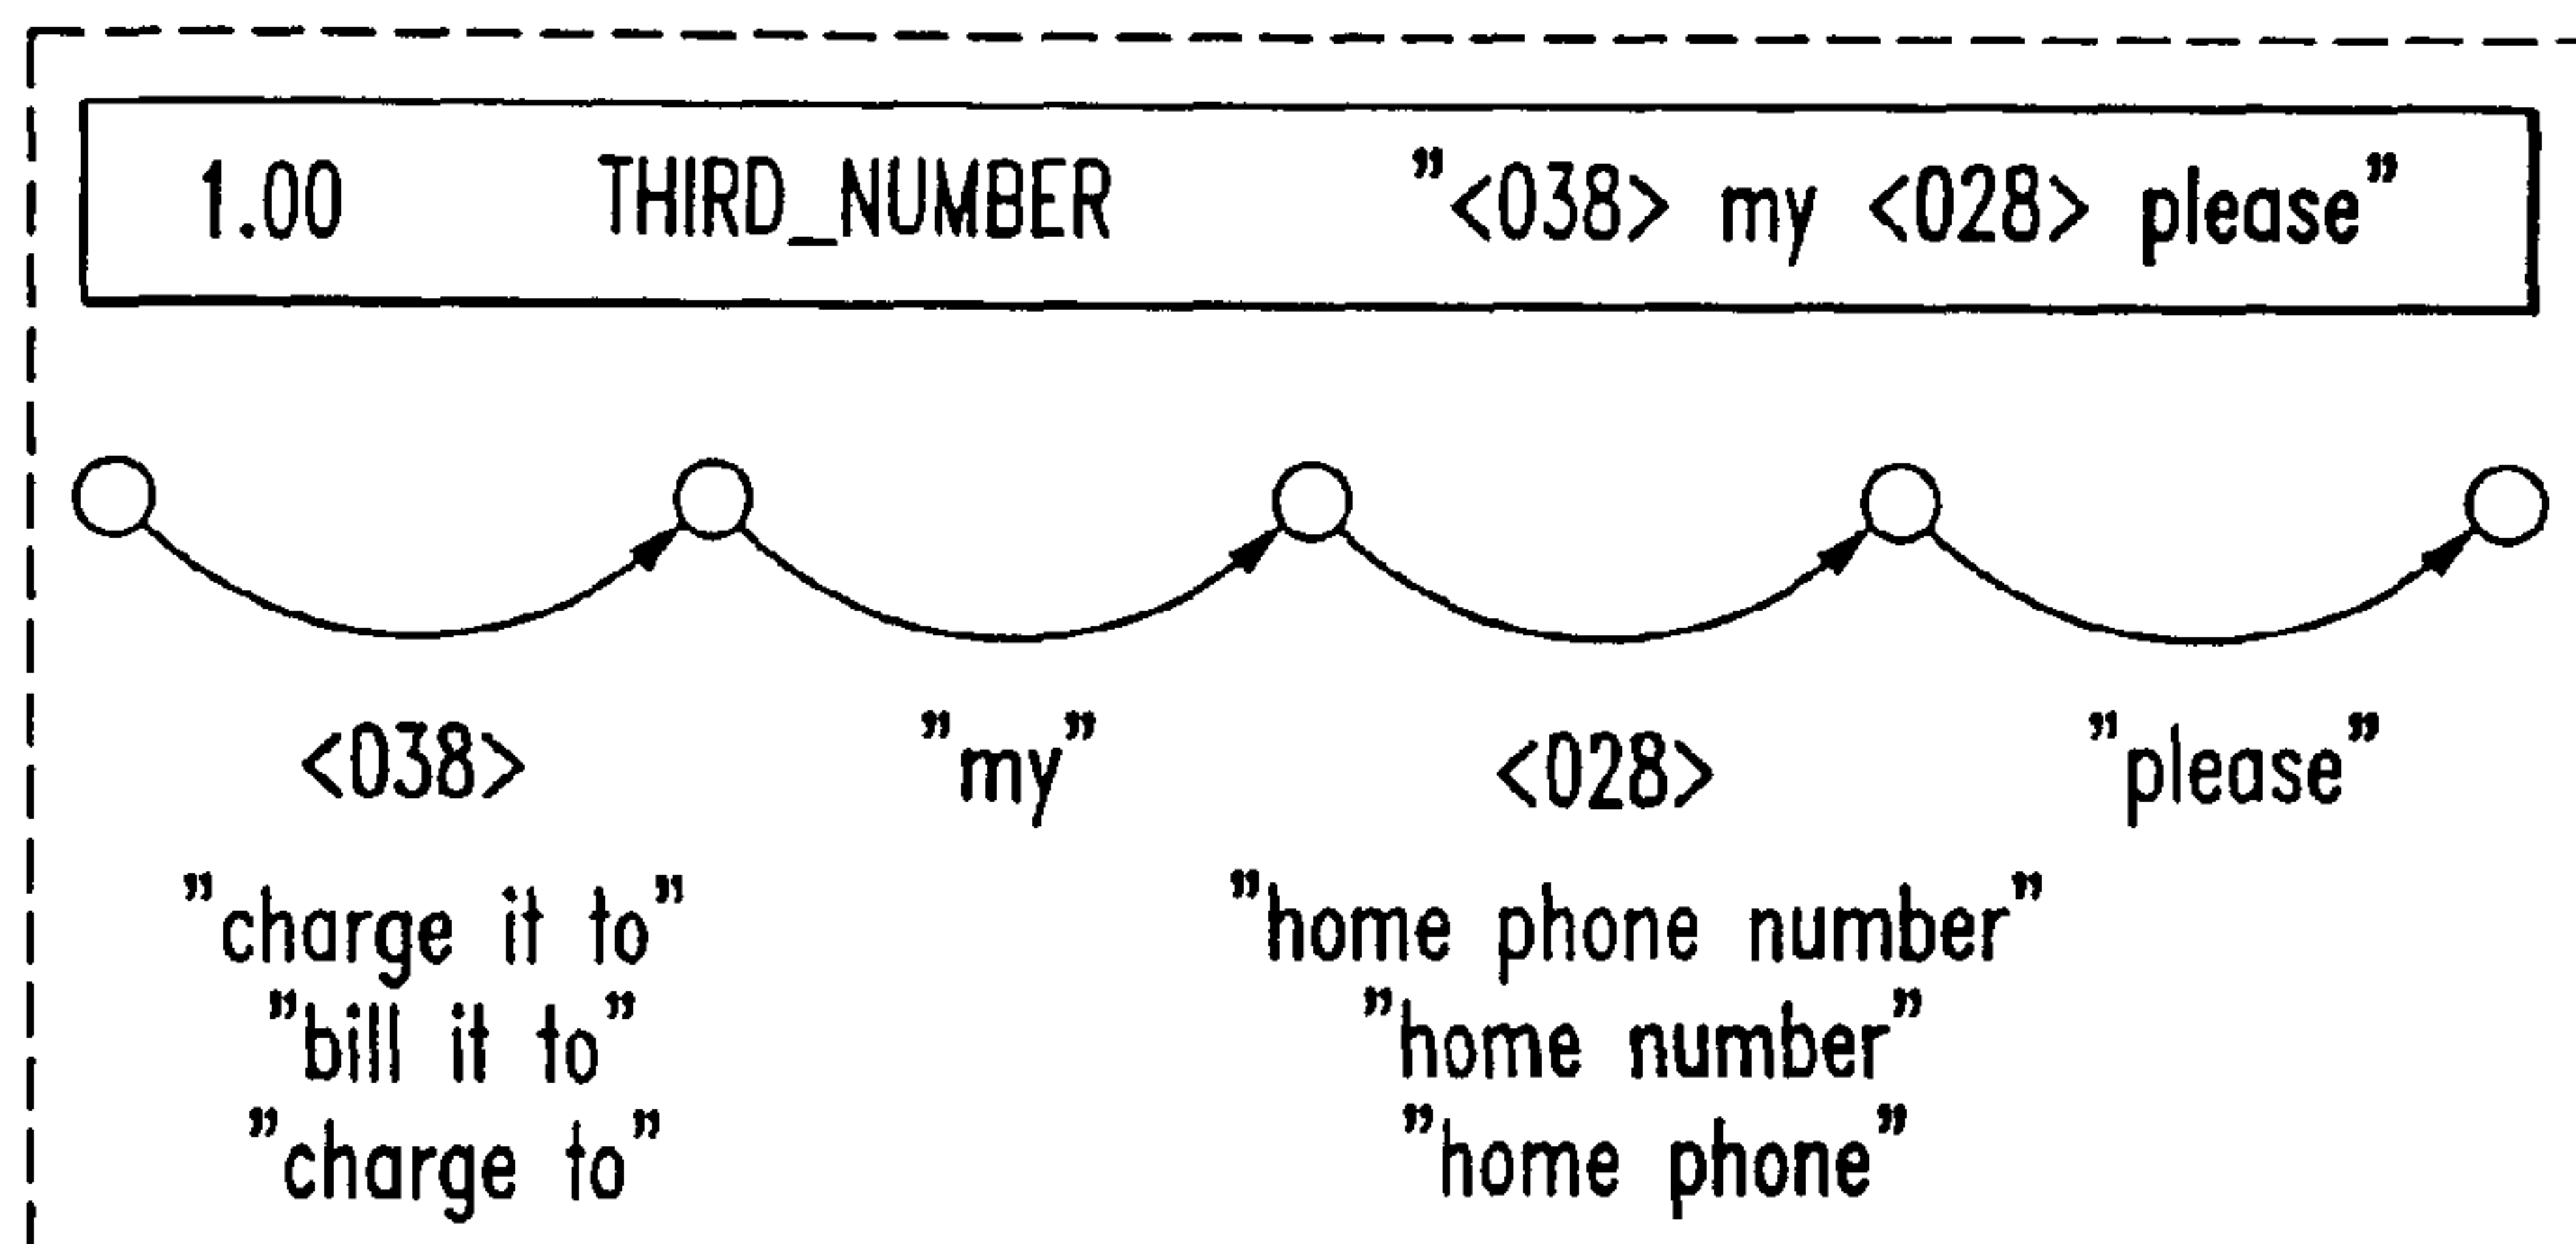 1.00 THIRD_NUMBER "<038> my <028> please"
<038> "my" <028> "please"
"charge it to" "home phone number"
"bill it to" "home number"
"charge to" "home phone"